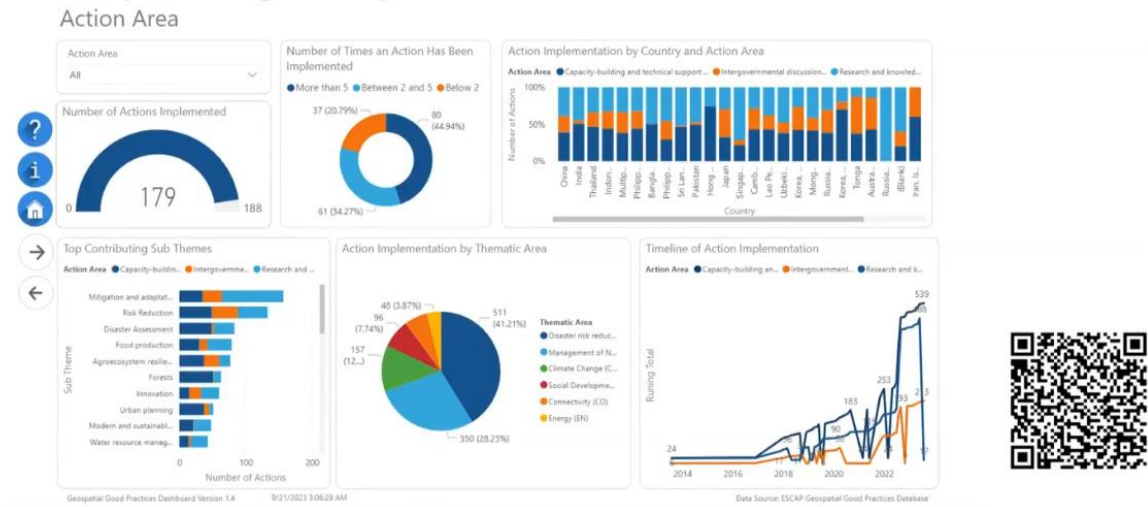 Action Area
Action Area
All
Number of Actions Implemented
179
0
188
Number of Times an Action Has Been
Implemented
More than 5 Between 2 and 5 Below 2
37 (20.79%)
80
(44.94%)
61 (34.27%)
Action Implementation by Country and Action Area
Action Area Capacity-building and technical support ... Intergovernmental discussion... Research and knowled...
Number of Actions
100%
50%
0%
China
India
Thailand
Indon...
Multip...
Philipp...
Bangla...
Philipp...
Sri Lan...
Pakistan
Hong ...
Japan
Singap...
Camb...
Lao Pe...
Uzbeki...
Korea, ...
Mong...
Russia...
Korea, ...
Tonga
Austra...
Russia...
(Blank)
Iran, Is...
Country
Top Contributing Sub Themes
Action Area Capacity-buildin... Intergovernme... Research and ...
Sub Theme
Mitigation and adaptat...
Risk Reduction
Disaster Assessment
Food production
Agroecosystem resilie...
Forests
Innovation
Urban planning
Modern and sustainabl...
Water resource manag...
0 100 200
Number of Actions
Action Implementation by Thematic Area
48 (3.87%)
96
(7.74%)
157
(12...)
511
(41.21%)
350 (28.23%)
Thematic Area
Disaster risk reduc...
Management of N...
Climate Change (C...
Social Developme...
Connectivity (CO)
Energy (EN)
Timeline of Action Implementation
Action Area Capacity-building an... Intergovernment... Research and k...
Runing Total
539
253
183
90
93
24
2014 2016 2018 2020 2022
Geospatial Good Practices Dashboard Version 1.4
9/21/2023 3:06:29 AM
Data Source: ESCAP Geospatial Good Practices Database